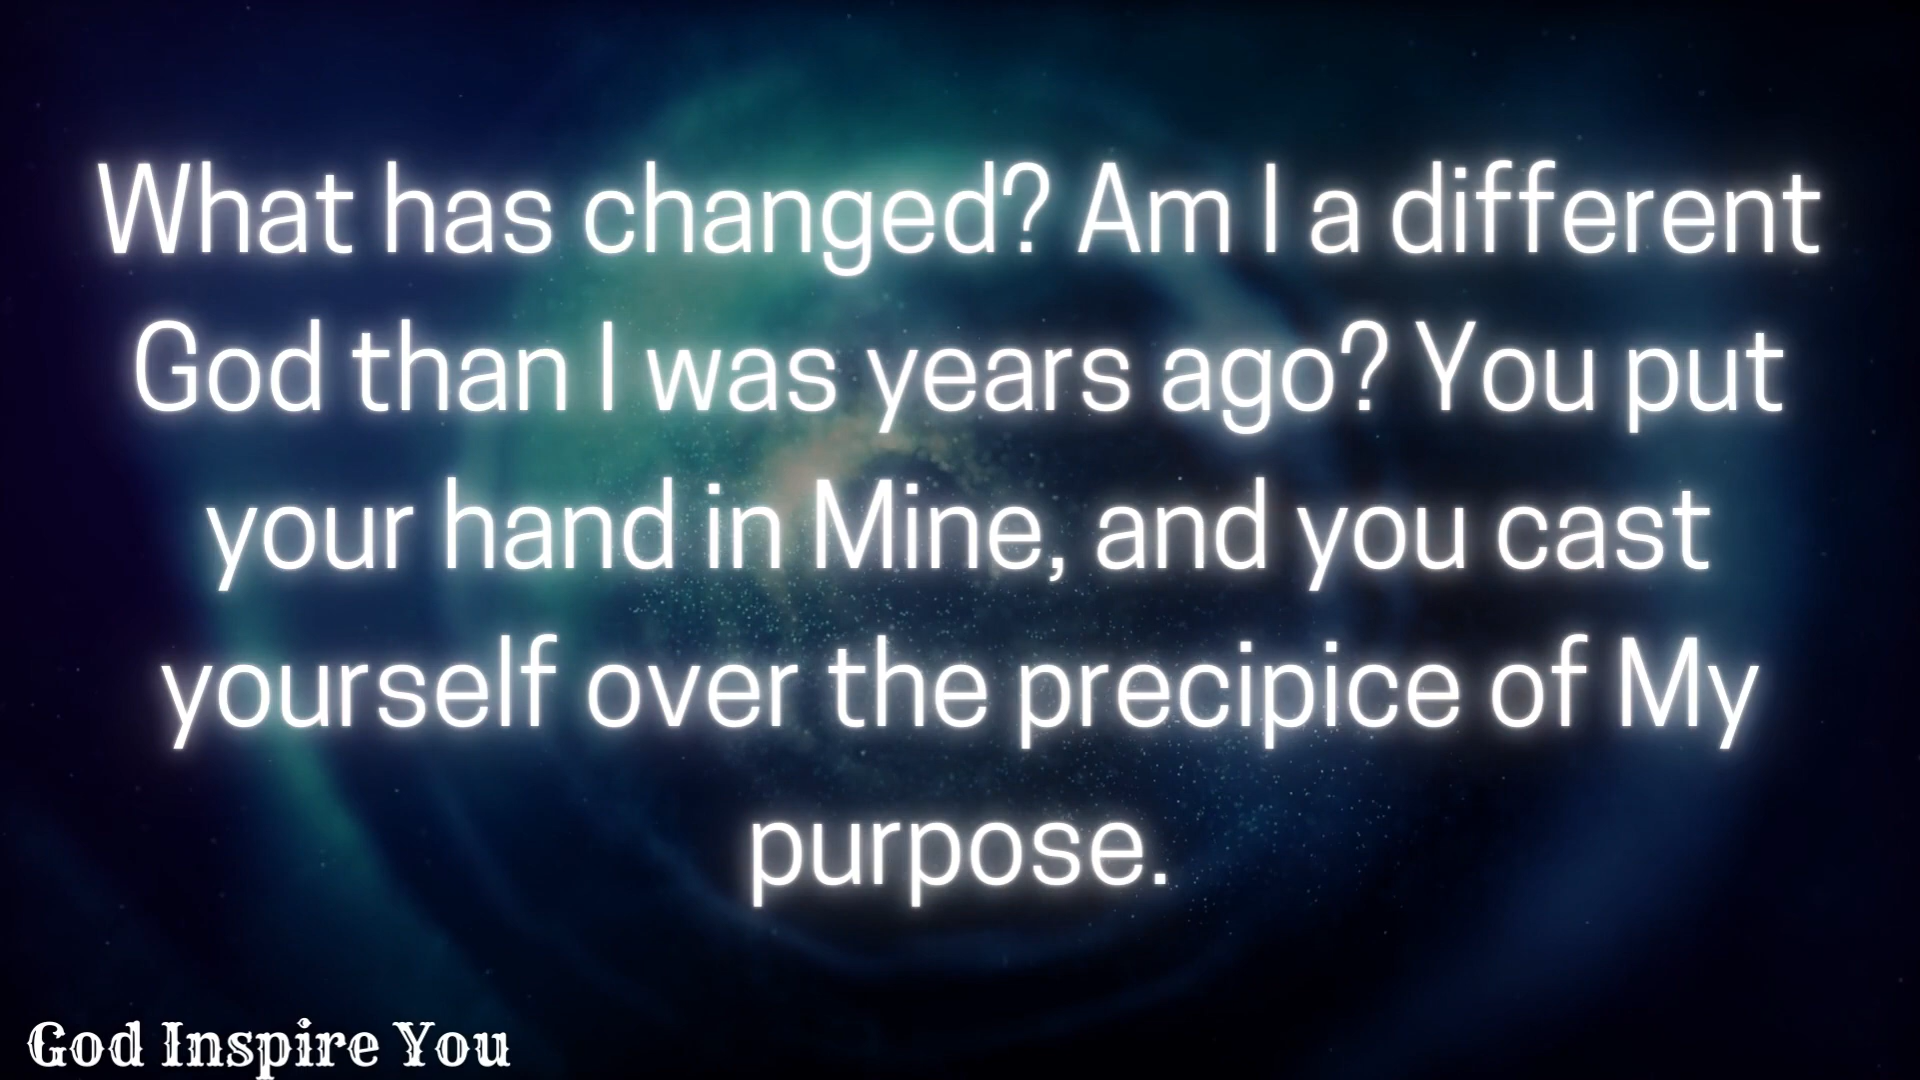 What has changed? Am I a different
God than I was years ago? You put
your hand in Mine, and you cast
yourself over the precipice of My
purpose.
God Inspire You